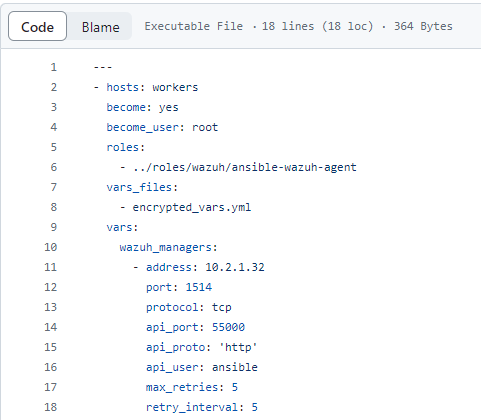 Code Blame Executable File · 18 lines (18 loc) · 364 Bytes
1 ---
2 - hosts: workers
3   become: yes
4   become_user: root
5   roles:
6     - ../roles/wazuh/ansible-wazuh-agent
7   vars_files:
8     - encrypted_vars.yml
9   vars:
10     wazuh_managers:
11       - address: 10.2.1.32
12         port: 1514
13         protocol: tcp
14         api_port: 55000
15         api_proto: 'http'
16         api_user: ansible
17         max_retries: 5
18         retry_interval: 5